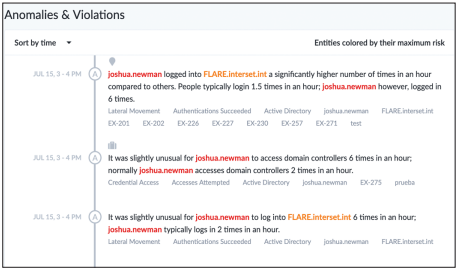 Anomalies & Violations
Sort by time
Entities colored by their maximum risk
JUL 15, 3 - 4 PM
A
joshua.newman logged into FLARE.interset.int a significantly higher number of times in an hour
compared to others. People typically login 1.5 times in an hour; joshua.newman however, logged in
6 times.
Lateral Movement Authentications Succeeded Active Directory joshua.newman FLARE.interset.int
EX-201 EX-202 EX-226 EX-227 EX-230 EX-257 EX-271 test
JUL 15, 3 - 4 PM
A
It was slightly unusual for joshua.newman to access domain controllers 6 times in an hour;
normally joshua.newman accesses domain controllers 2 times in an hour.
Credential Access Accesses Attempted Active Directory joshua.newman EX-275 prueba
JUL 15, 3 - 4 PM
A
It was slightly unusual for joshua.newman to log into FLARE.interset.int 6 times in an hour;
joshua.newman typically logs in 2 times in an hour.
Lateral Movement Authentications Succeeded Active Directory joshua.newman FLARE.interset.int